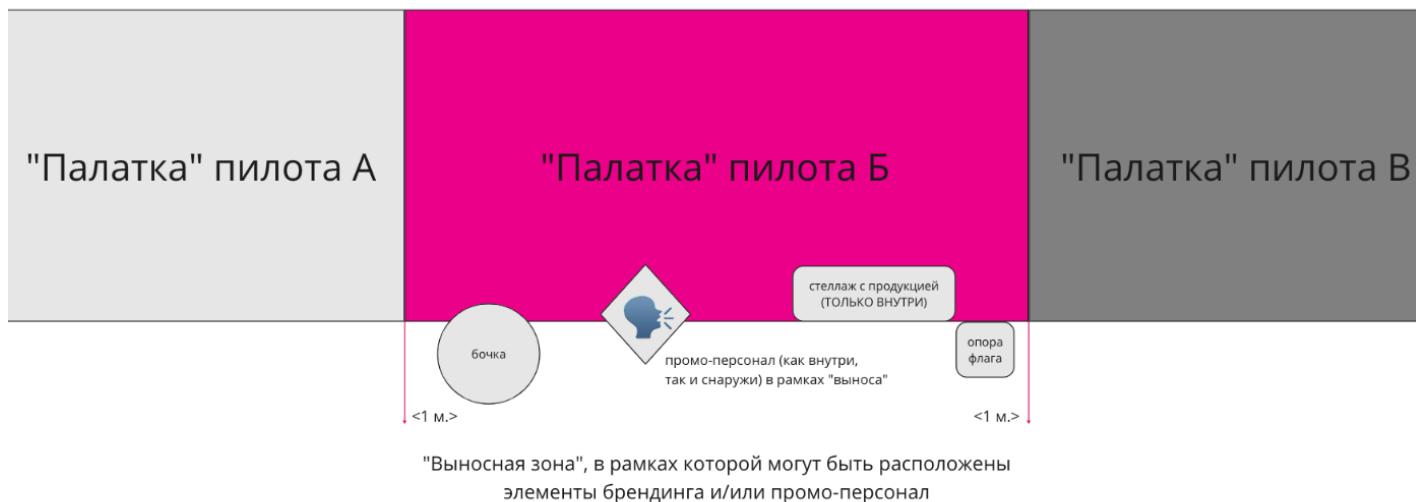 "Палатка" пилота А
"Палатка" пилота Б
"Палатка" пилота В
стеллаж с продукцией
(ТОЛЬКО ВНУТРИ)
бочка
опора
флага
промо-персонал (как внутри,
так и снаружи) в рамках "выноса"
<1 м.>
<1 м.>
"Выносная зона", в рамках которой могут быть расположены
элементы брендинга и/или промо-персонал